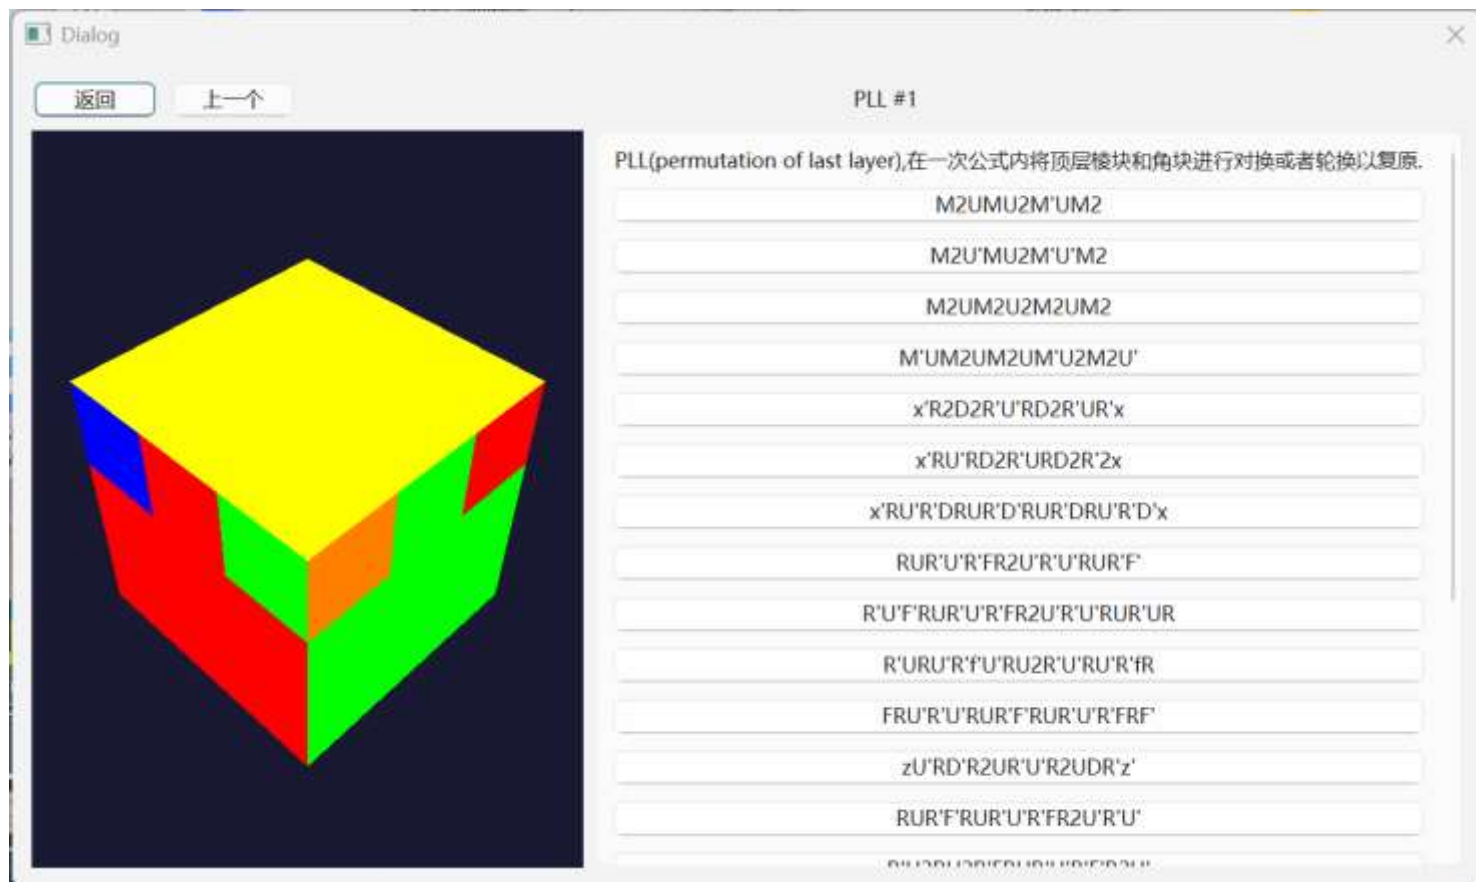 Dialog
返回 上一个 PLL #1
PLL(permutation of last layer),在一次公式内将顶层棱块和角块进行对换或者轮换以复原.
M2UMU2M'UM2
M2U'MU2M'U'M2
M2UM2U2M2UM2
M'UM2UM2UM'U2M2U'
x'R2D2R'U'RD2R'UR'x
x'RU'RD2R'URD2R'2x
x'RU'R'DRUR'D'RUR'DRU'R'D'x
RUR'U'R'FR2U'R'U'RUR'F'
R'U'F'RUR'U'R'FR2U'R'U'RUR'UR
R'URU'R'f'U'RU2R'U'RU'R'fR
FRU'R'U'RUR'F'RUR'U'R'FRF'
zU'RD'R2UR'U'R2UDR'z'
RUR'F'RUR'U'R'FR2U'R'U'